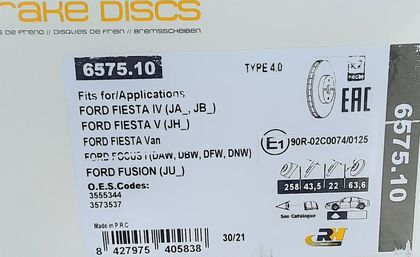 rake DISCS
S DE FRENO // DISQUES DE FREIN // BREMSSCHEIBEN
6575.10
TYPE 4.0
x 2
Fits for/Applications
FORD FIESTA IV (JA_, JB_)
FORD FIESTA V (JH_)
FORD FIESTA Van
FORD FOCUS I (DAW, DBW, DFW, DNW)
FORD FUSION (JU_)
O.E.S.Codes:
3555344
3573537
EAC
E1 90R-02C0074/0125
258 43,5 22 63,6
See Catalogue
Made in P.R.C
8 427975 405838
30/21
RH
6575.10